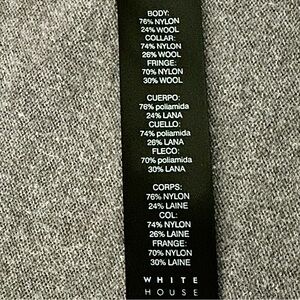 BODY:
76% NYLON
24% WOOL
COLLAR:
74% NYLON
26% WOOL
FRINGE:
70% NYLON
30% WOOL
CUERPO:
76% poliamida
24% LANA
CUELLO:
74% poliamida
26% LANA
FLECO:
70% poliamida
30% LANA
CORPS:
76% NYLON
24% LAINE
COL:
74% NYLON
26% LAINE
FRANGE:
70% NYLON
30% LAINE
WHITE
HOUSE